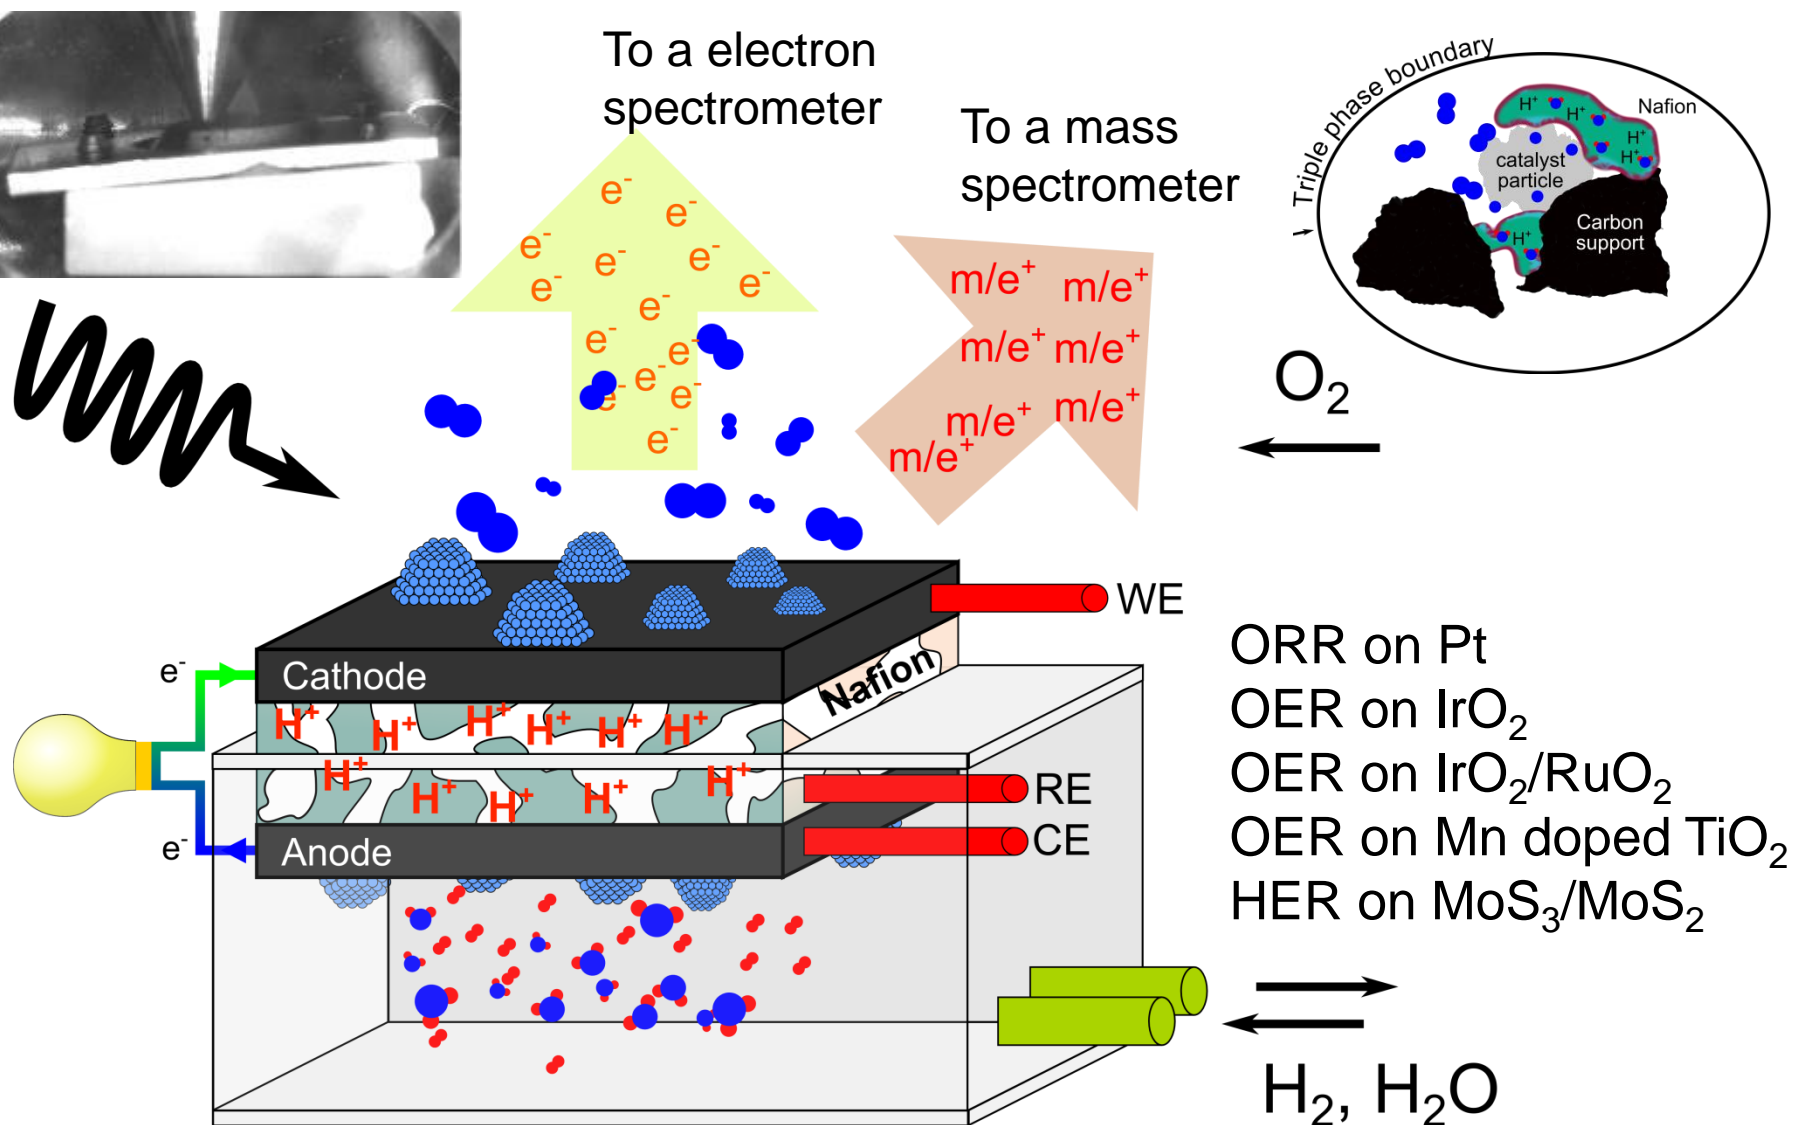 To a electron
spectrometer
To a mass
spectrometer
Triple phase boundary
H⁺
H⁺
H⁺
H⁺
Nafion
catalyst
particle
Carbon
support
H⁺
e⁻
e⁻
e⁻
e⁻
e⁻
e⁻
e⁻
e⁻
e⁻
e⁻
e⁻
e⁻
e⁻
e⁻
m/e⁺ m/e⁺
m/e⁺ m/e⁺
m/e⁺ m/e⁺
m/e⁺
O₂
WE
e⁻
Cathode
Nafion
H⁺ H⁺ H⁺ H⁺ H⁺ H⁺
H⁺ H⁺ H⁺ H⁺ H⁺
RE
CE
e⁻
Anode
ORR on Pt
OER on IrO₂
OER on IrO₂/RuO₂
OER on Mn doped TiO₂
HER on MoS₃/MoS₂
H₂, H₂O